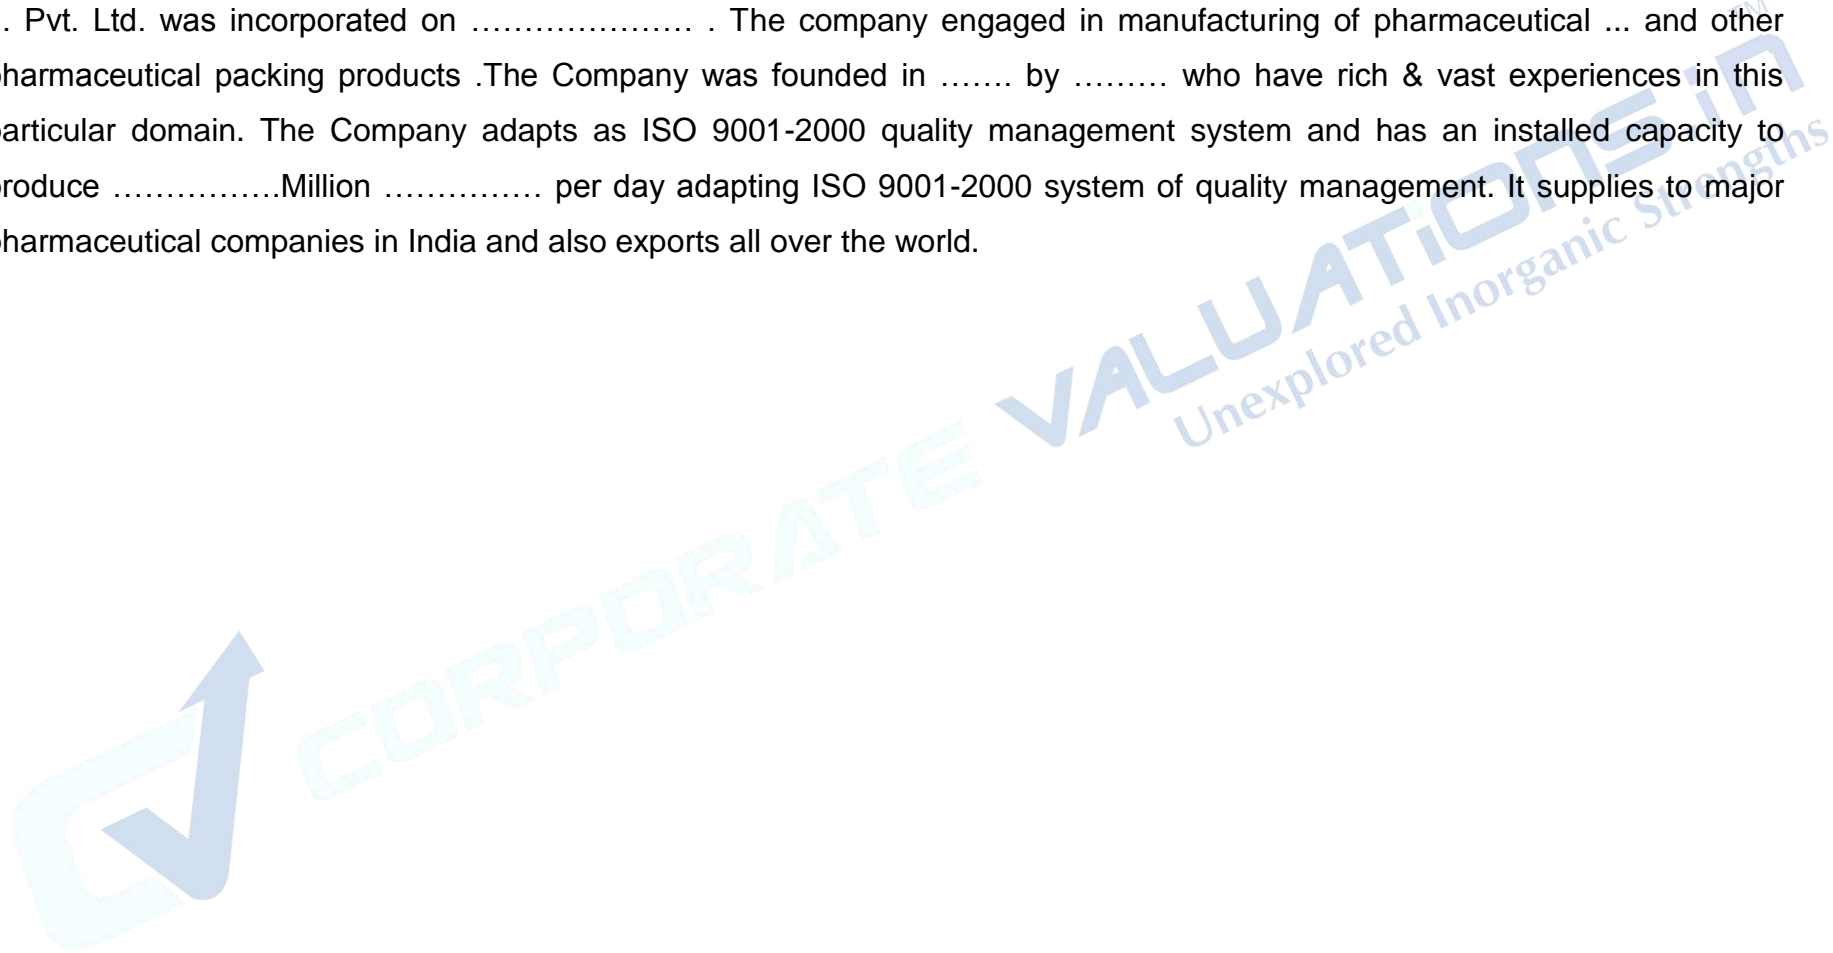 . Pvt. Ltd. was incorporated on ………………… . The company engaged in manufacturing of pharmaceutical ... and other
pharmaceutical packing products .The Company was founded in ……. by ……… who have rich & vast experiences in this
particular domain. The Company adapts as ISO 9001-2000 quality management system and has an installed capacity to
produce …………….Million …………… per day adapting ISO 9001-2000 system of quality management. It supplies to major
pharmaceutical companies in India and also exports all over the world.
CORPORATE VALUATiONS iN TM
Unexplored Inorganic Strengths